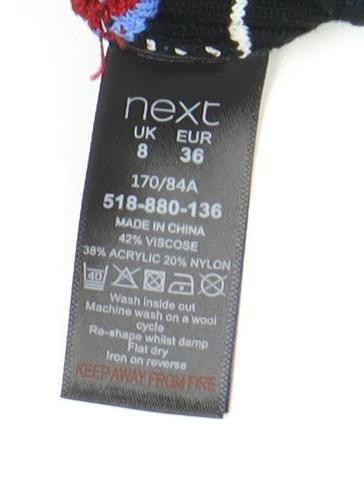 next
UK EUR
8 36
170/84A
518-880-136
MADE IN CHINA
42% VISCOSE
38% ACRYLIC 20% NYLON
40
Wash inside out
Machine wash on a wool
cycle
Re-shape whilst damp
Flat dry
Iron on reverse
KEEP AWAY FROM FIRE